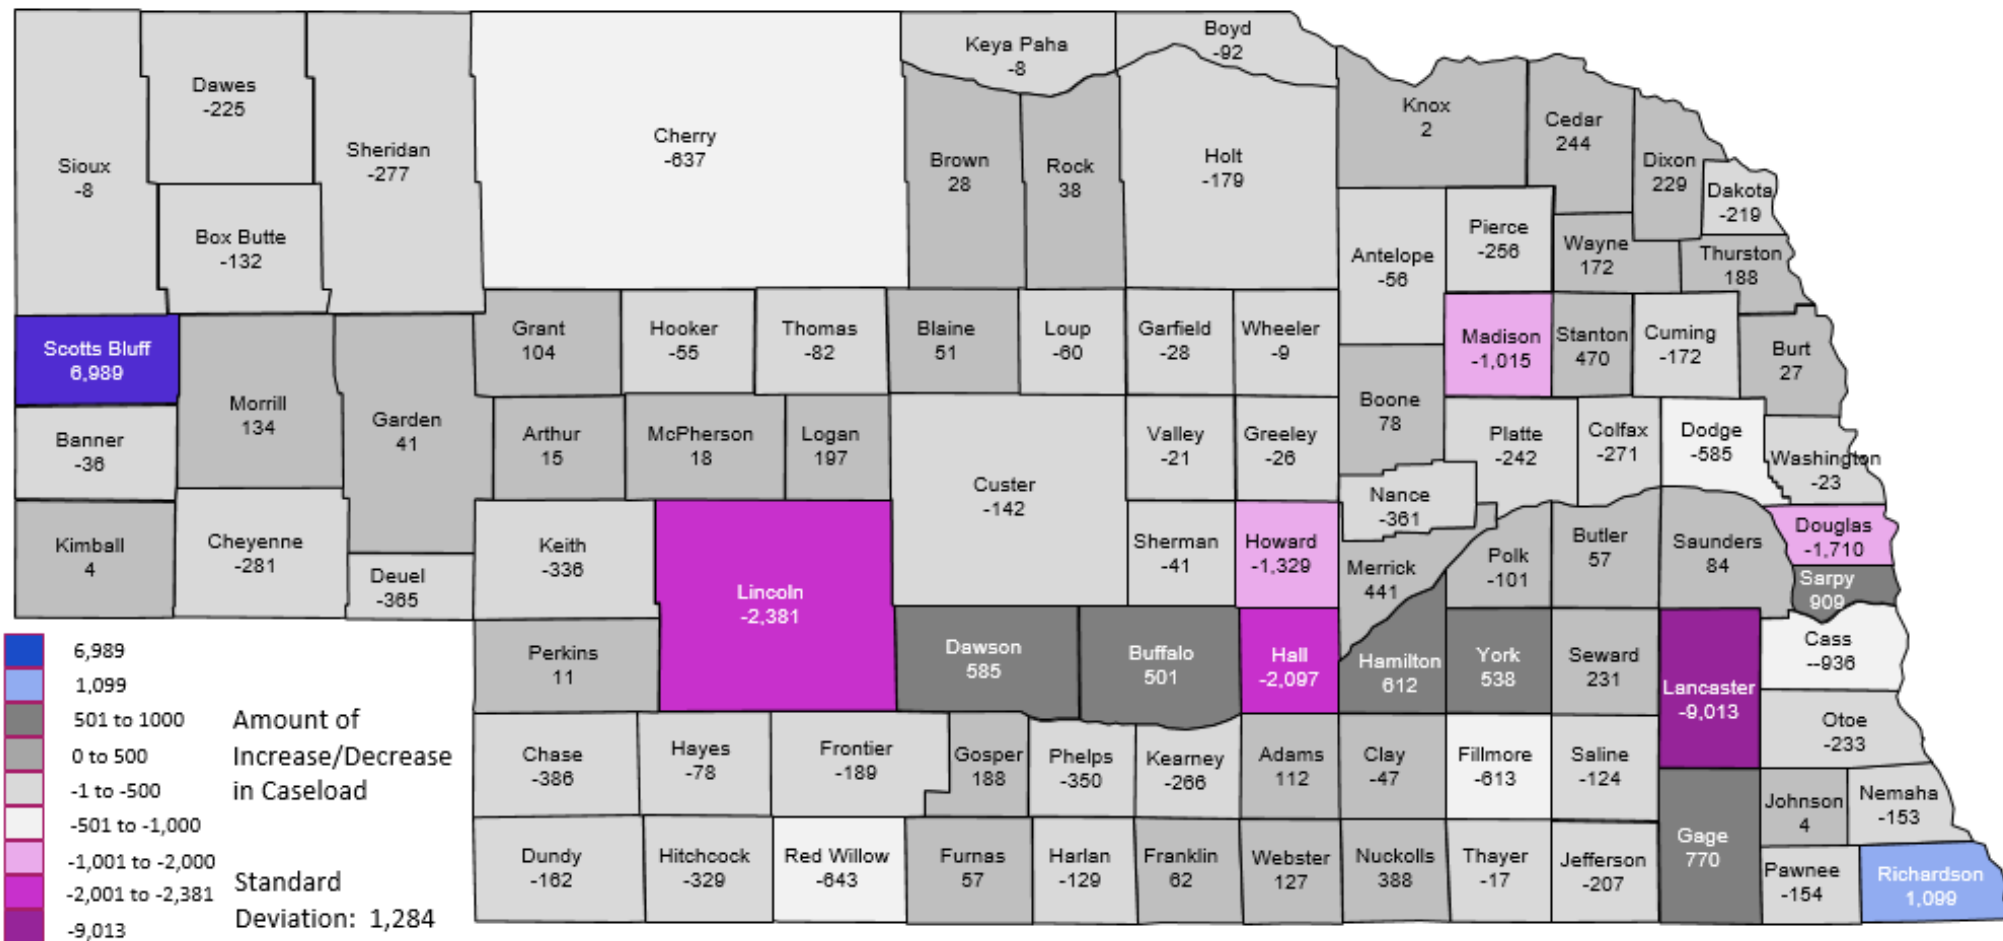 Keya Paha
-8
Boyd
-92
Dawes
-225
Sioux
-8
Sheridan
-277
Cherry
-637
Brown
28
Rock
38
Holt
-179
Knox
2
Cedar
244
Dixon
229
Dakota
-219
Box Butte
-132
Antelope
-56
Pierce
-256
Wayne
172
Thurston
188
Scotts Bluff
6,989
Grant
104
Hooker
-55
Thomas
-82
Blaine
51
Loup
-60
Garfield
-28
Wheeler
-9
Madison
-1,015
Stanton
470
Cuming
-172
Burt
27
Banner
-36
Morrill
134
Garden
41
Arthur
15
McPherson
18
Logan
197
Custer
-142
Valley
-21
Greeley
-26
Boone
78
Platte
-242
Colfax
-271
Dodge
-585
Washington
-23
Nance
-361
Kimball
4
Cheyenne
-281
Deuel
-365
Keith
-336
Lincoln
-2,381
Sherman
-41
Howard
-1,329
Merrick
441
Polk
-101
Butler
57
Saunders
84
Douglas
-1,710
Sarpy
909
Perkins
11
Dawson
585
Buffalo
501
Hall
-2,097
Hamilton
612
York
538
Seward
231
Lancaster
-9,013
Cass
--936
Otoe
-233
Chase
-386
Hayes
-78
Frontier
-189
Gosper
188
Phelps
-350
Kearney
-266
Adams
112
Clay
-47
Fillmore
-613
Saline
-124
Gage
770
Johnson
4
Nemaha
-153
Dundy
-162
Hitchcock
-329
Red Willow
-643
Furnas
57
Harlan
-129
Franklin
62
Webster
127
Nuckolls
388
Thayer
-17
Jefferson
-207
Pawnee
-154
Richardson
1,099
6,989
1,099
501 to 1000
0 to 500
-1 to -500
-501 to -1,000
-1,001 to -2,000
-2,001 to -2,381
-9,013
Amount of
Increase/Decrease
in Caseload
Standard
Deviation: 1,284